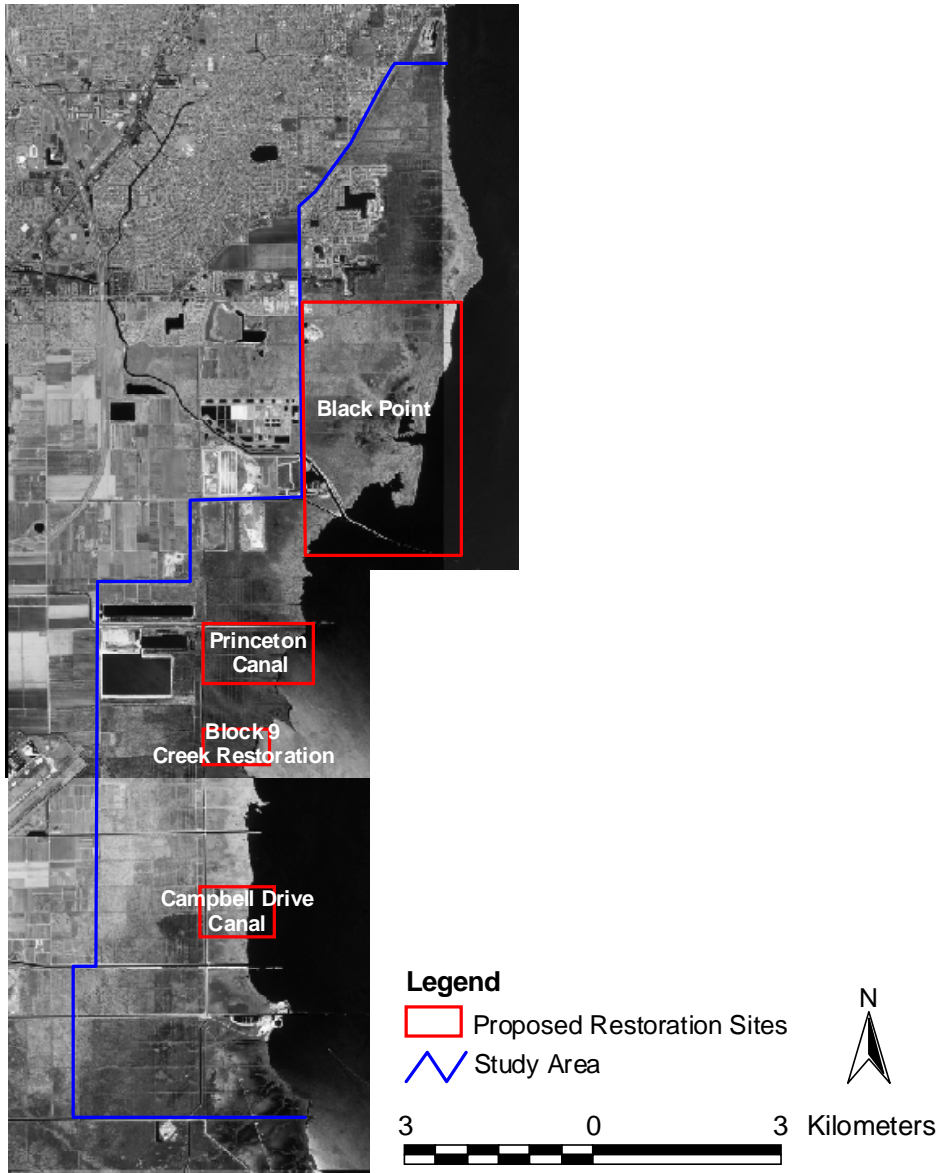 Black Point
Princeton
Canal
Block 9
Creek Restoration
Campbell Drive
Canal
Legend
Proposed Restoration Sites
Study Area
N
3 0 3 Kilometers